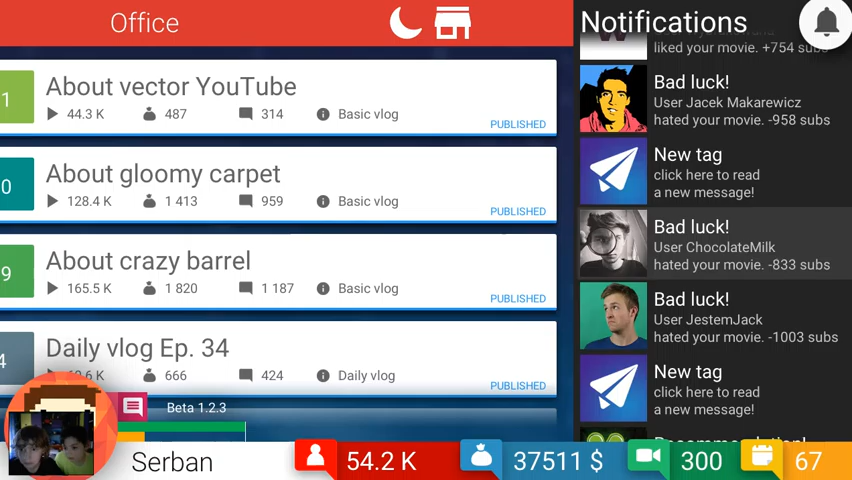 Office
Notifications
liked your movie. +754 subs
1
About vector YouTube
44.3 K 487 314 Basic vlog
PUBLISHED
0
About gloomy carpet
128.4 K 1 413 959 Basic vlog
PUBLISHED
9
About crazy barrel
165.5 K 1 820 1 187 Basic vlog
PUBLISHED
4
Daily vlog Ep. 34
666 424 Daily vlog
PUBLISHED
Bad luck!
User Jacek Makarewicz
hated your movie. -958 subs
New tag
click here to read
a new message!
Bad luck!
User ChocolateMilk
hated your movie. -833 subs
Bad luck!
User JestemJack
hated your movie. -1003 subs
New tag
click here to read
a new message!
Beta 1.2.3
Serban
54.2 K
37511 $
300
67